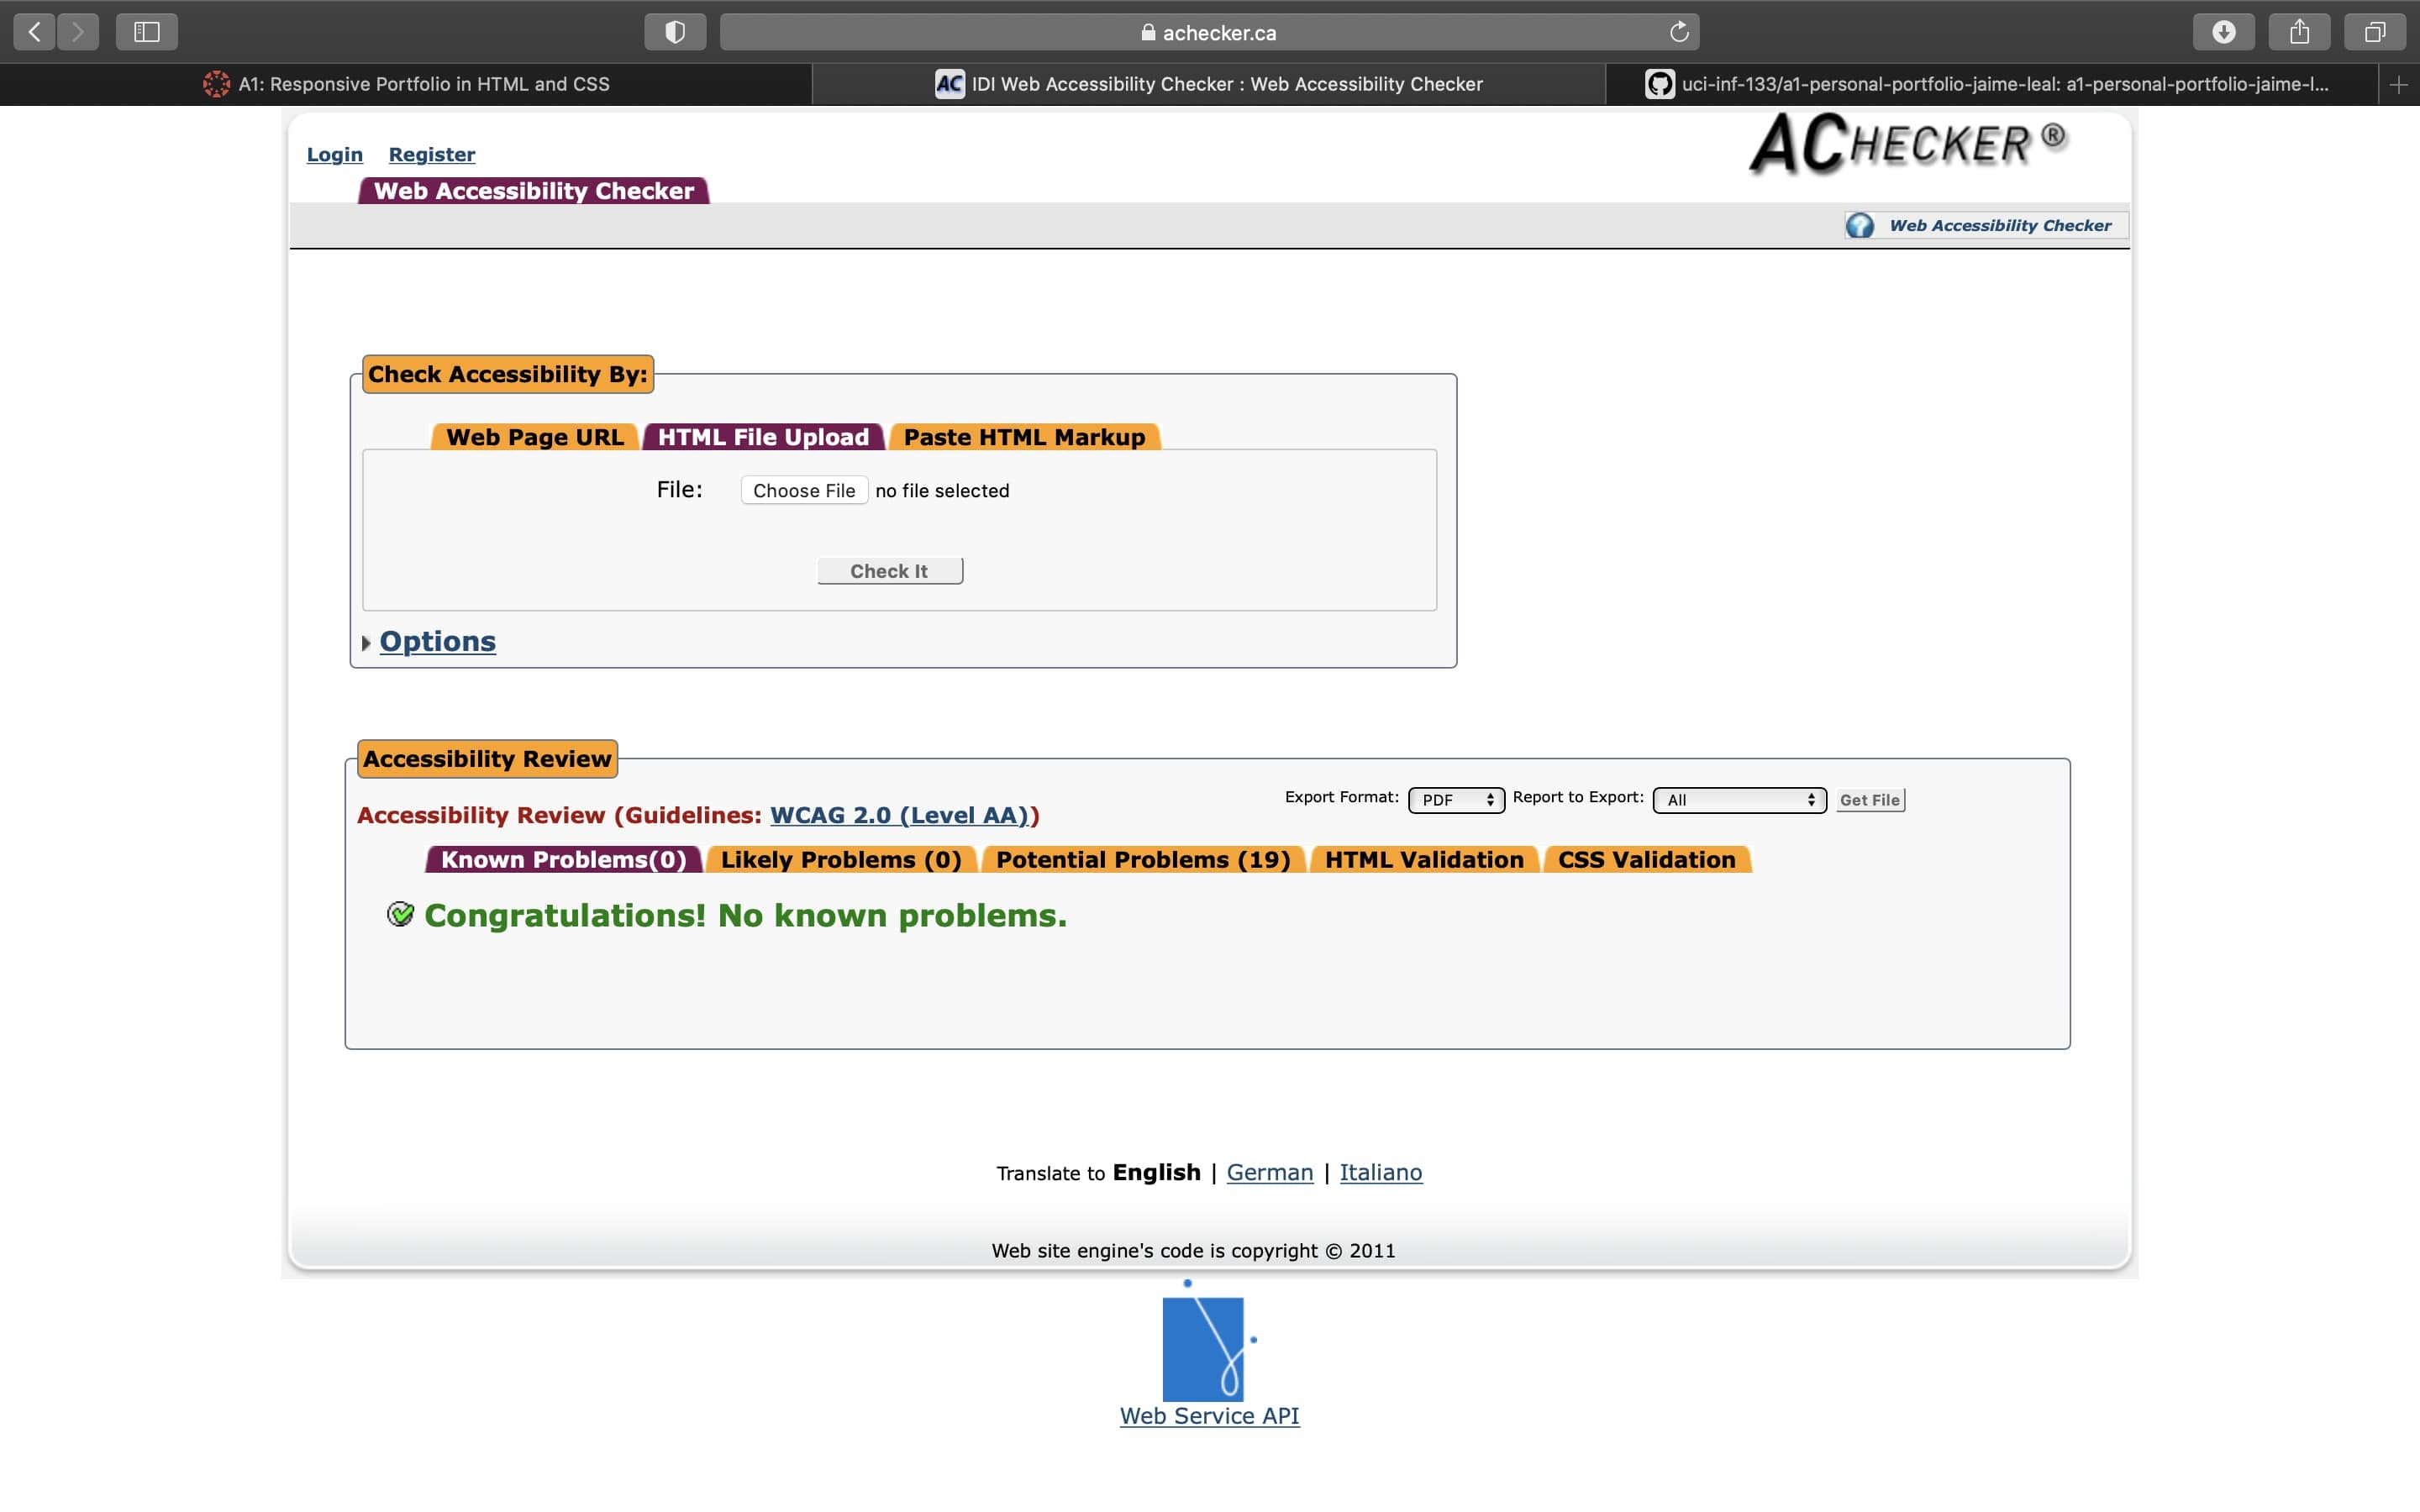 achecker.ca
A1: Responsive Portfolio in HTML and CSS
AC IDI Web Accessibility Checker : Web Accessibility Checker
uci-inf-133/a1-personal-portfolio-jaime-leal: a1-personal-portfolio-jaime-l...
Login Register
ACHECKER ®
Web Accessibility Checker
Web Accessibility Checker
Check Accessibility By:
Web Page URL HTML File Upload Paste HTML Markup
File: Choose File no file selected
Check It
Options
Accessibility Review
Export Format: PDF Report to Export: All Get File
Accessibility Review (Guidelines: WCAG 2.0 (Level AA))
Known Problems(0) Likely Problems (0) Potential Problems (19) HTML Validation CSS Validation
Congratulations! No known problems.
Translate to English | German | Italiano
Web site engine's code is copyright © 2011
Web Service API